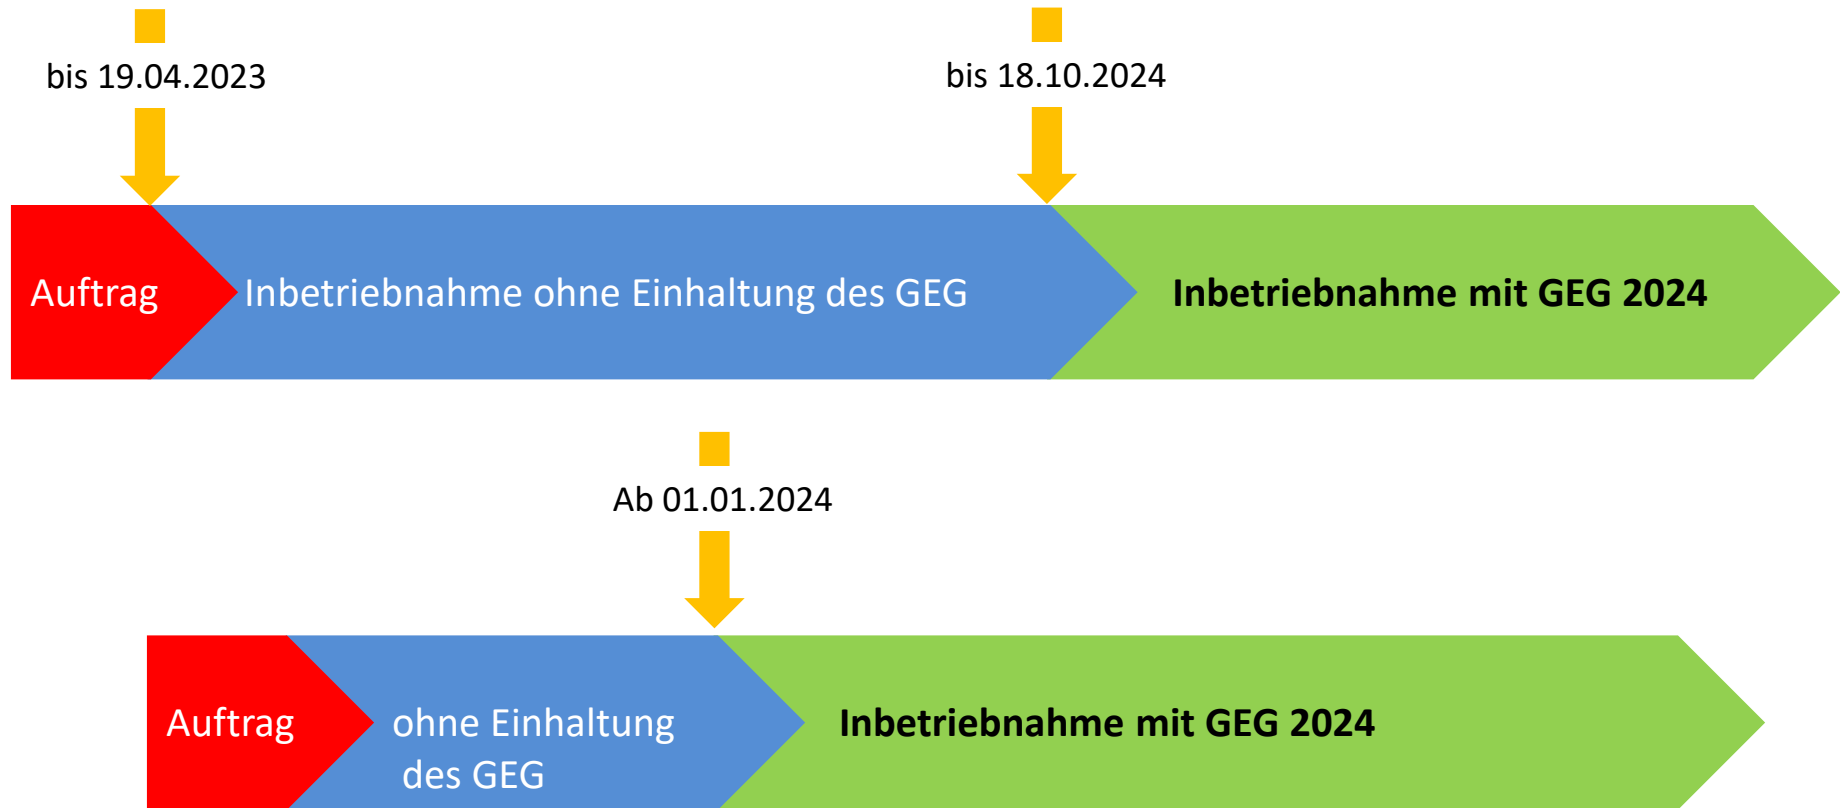 bis 19.04.2023
bis 18.10.2024
Auftrag
Inbetriebnahme ohne Einhaltung des GEG
Inbetriebnahme mit GEG 2024
Ab 01.01.2024
Auftrag
ohne Einhaltung
des GEG
Inbetriebnahme mit GEG 2024